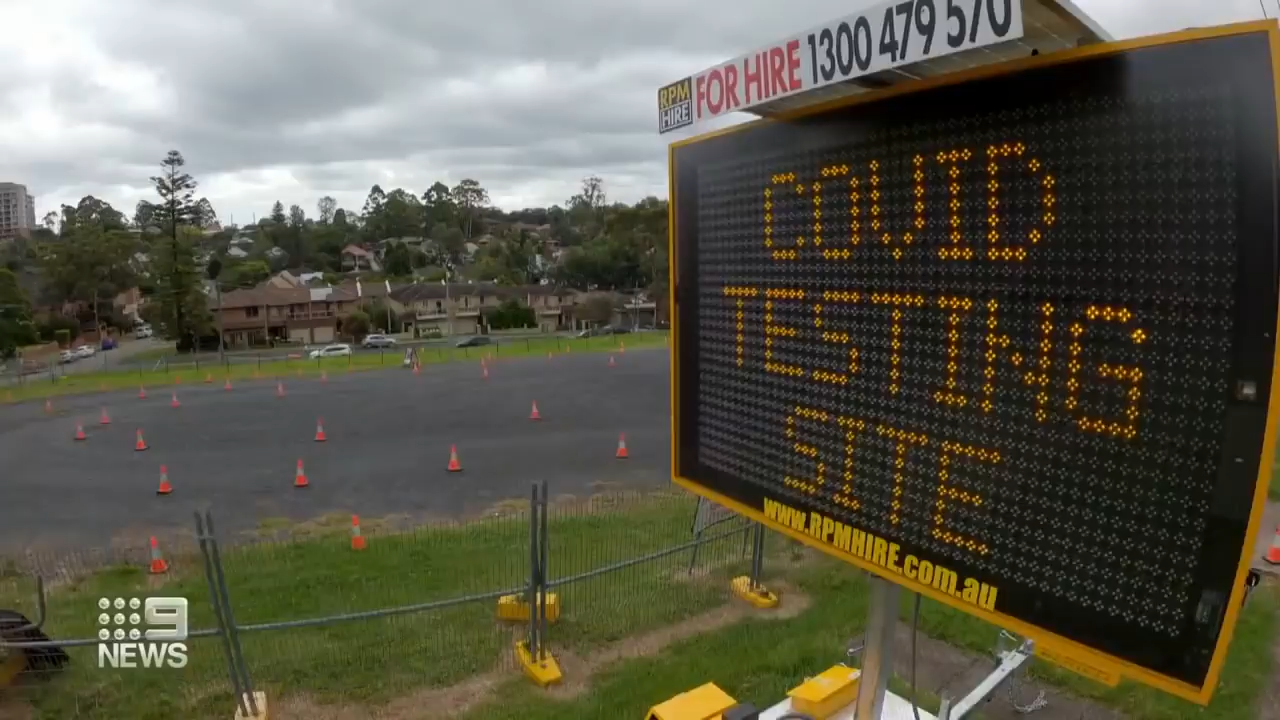 RPM HIRE FOR HIRE 1300 479 570
COVID
TESTING
SITE
www.RPMHIRE.com.au
9
NEWS